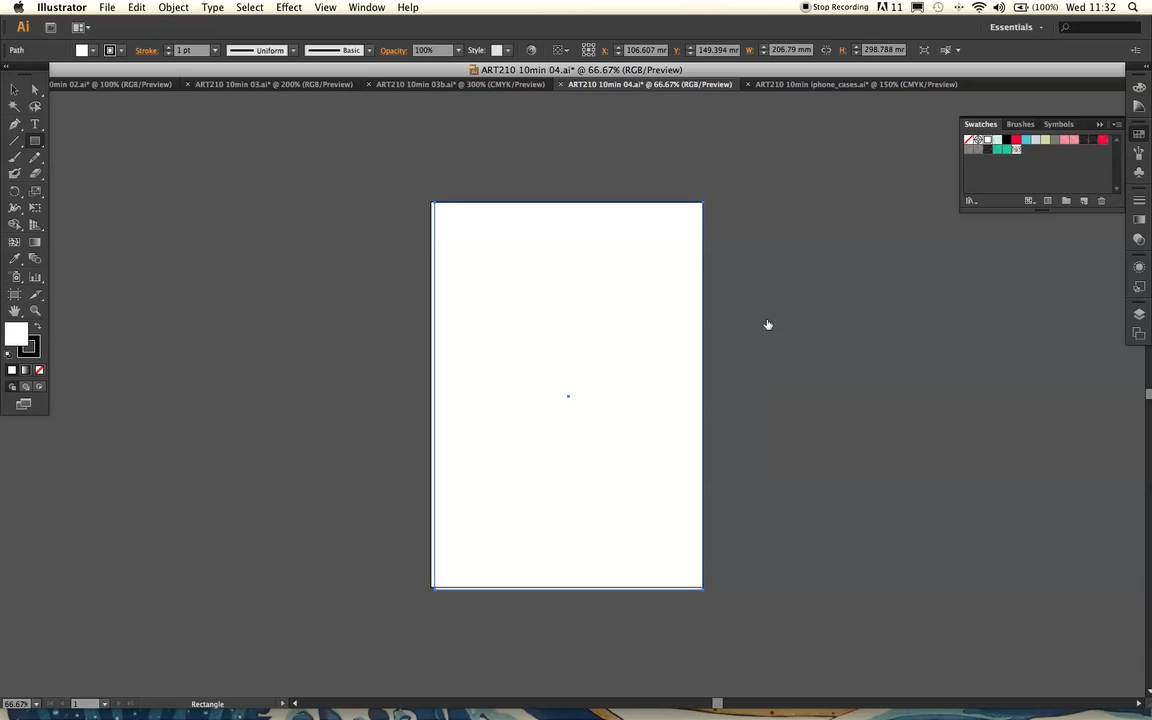 Illustrator File Edit Object Type Select Effect View Window Help Stop Recording 11 (100%) Wed 11:32
Ai Essentials
Path Stroke: 1 pt Uniform Basic Opacity: 100% Style: X: 106.607 mr Y: 149.394 mr W: 206.79 mm H: 298.788 mr
ART210 10min 04.ai* @ 66.67% (RGB/Preview)
0min 02.ai* @ 100% (RGB/Preview) × ART210 10min 03.ai* @ 200% (RGB/Preview) × ART210 10min 03b.ai* @ 300% (CMYK/Preview) × ART210 10min 04.ai* @ 66.67% (RGB/Preview) × ART210 10min iphone_cases.ai* @ 150% (CMYK/Preview)
Swatches Brushes Symbols
66.67% 1 Rectangle